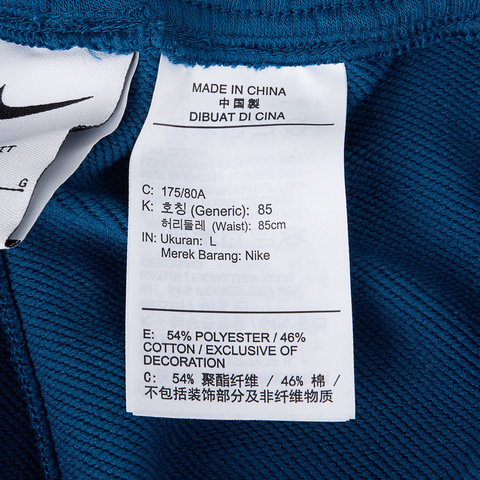 MADE IN CHINA
中国製
DIBUAT DI CINA
C: 175/80A
K: 호칭 (Generic): 85
허리둘레 (Waist): 85cm
IN: Ukuran: L
Merek Barang: Nike
E: 54% POLYESTER / 46%
COTTON / EXCLUSIVE OF
DECORATION
C: 54% 聚酯纤维 / 46% 棉 /
不包括装饰部分及非纤维部分
G